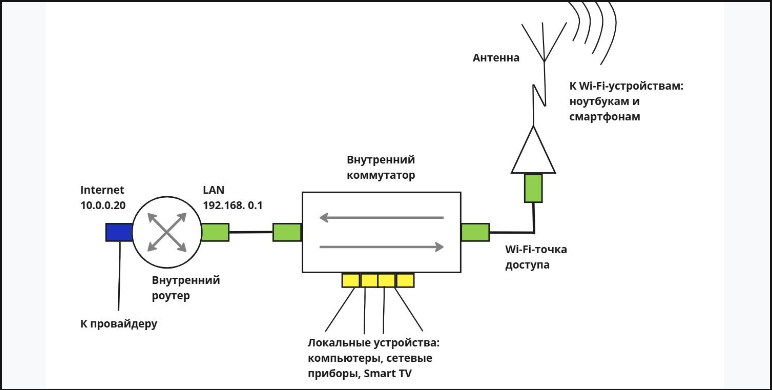 Антенна
К Wi-Fi-устройствам:
ноутбукам и
смартфонам
Внутренний
коммутатор
Internet
10.0.0.20
LAN
192.168. 0.1
Wi-Fi-точка
доступа
Внутренний
роутер
К провайдеру
Локальные устройства:
компьютеры, сетевые
приборы, Smart TV